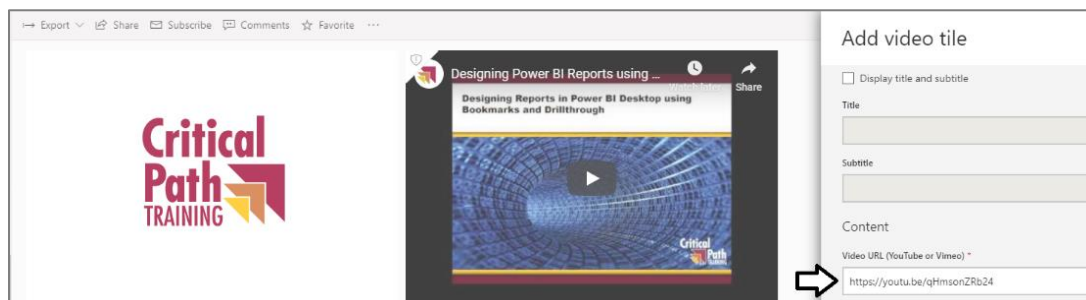 Export Share Subscribe Comments Favorite ...
Critical
Path
TRAINING
Designing Power BI Reports using ...
Watch later
Share
Designing Reports in Power BI Desktop using
Bookmarks and Drillthrough
Critical
Path
Add video tile
Display title and subtitle
Title
Subtitle
Content
Video URL (YouTube or Vimeo) *
https://youtu.be/qHmsonZRb24